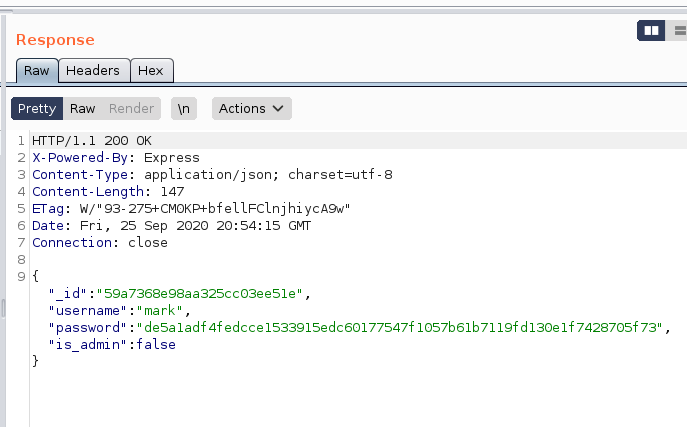 Response
Raw Headers Hex
Pretty Raw Render \n Actions
1 HTTP/1.1 200 OK
2 X-Powered-By: Express
3 Content-Type: application/json; charset=utf-8
4 Content-Length: 147
5 ETag: W/"93-275+CMOKP+bfellFClnjhiycA9w"
6 Date: Fri, 25 Sep 2020 20:54:15 GMT
7 Connection: close
8
9 {
"_id":"59a7368e98aa325cc03ee51e",
"username":"mark",
"password":"de5a1adf4fedcce1533915edc60177547f1057b61b7119fd130e1f7428705f73",
"is_admin":false
}